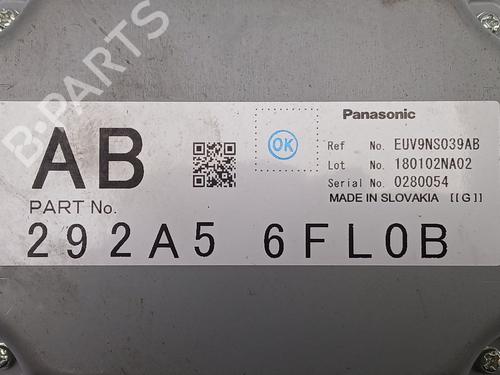 B-PARTS
AB
PART No.
OK
Panasonic
Ref No. EUV9NS039AB
Lot No. 180102NA02
Serial No. 0280054
MADE IN SLOVAKIA [[G]]
292A5 6FL0B